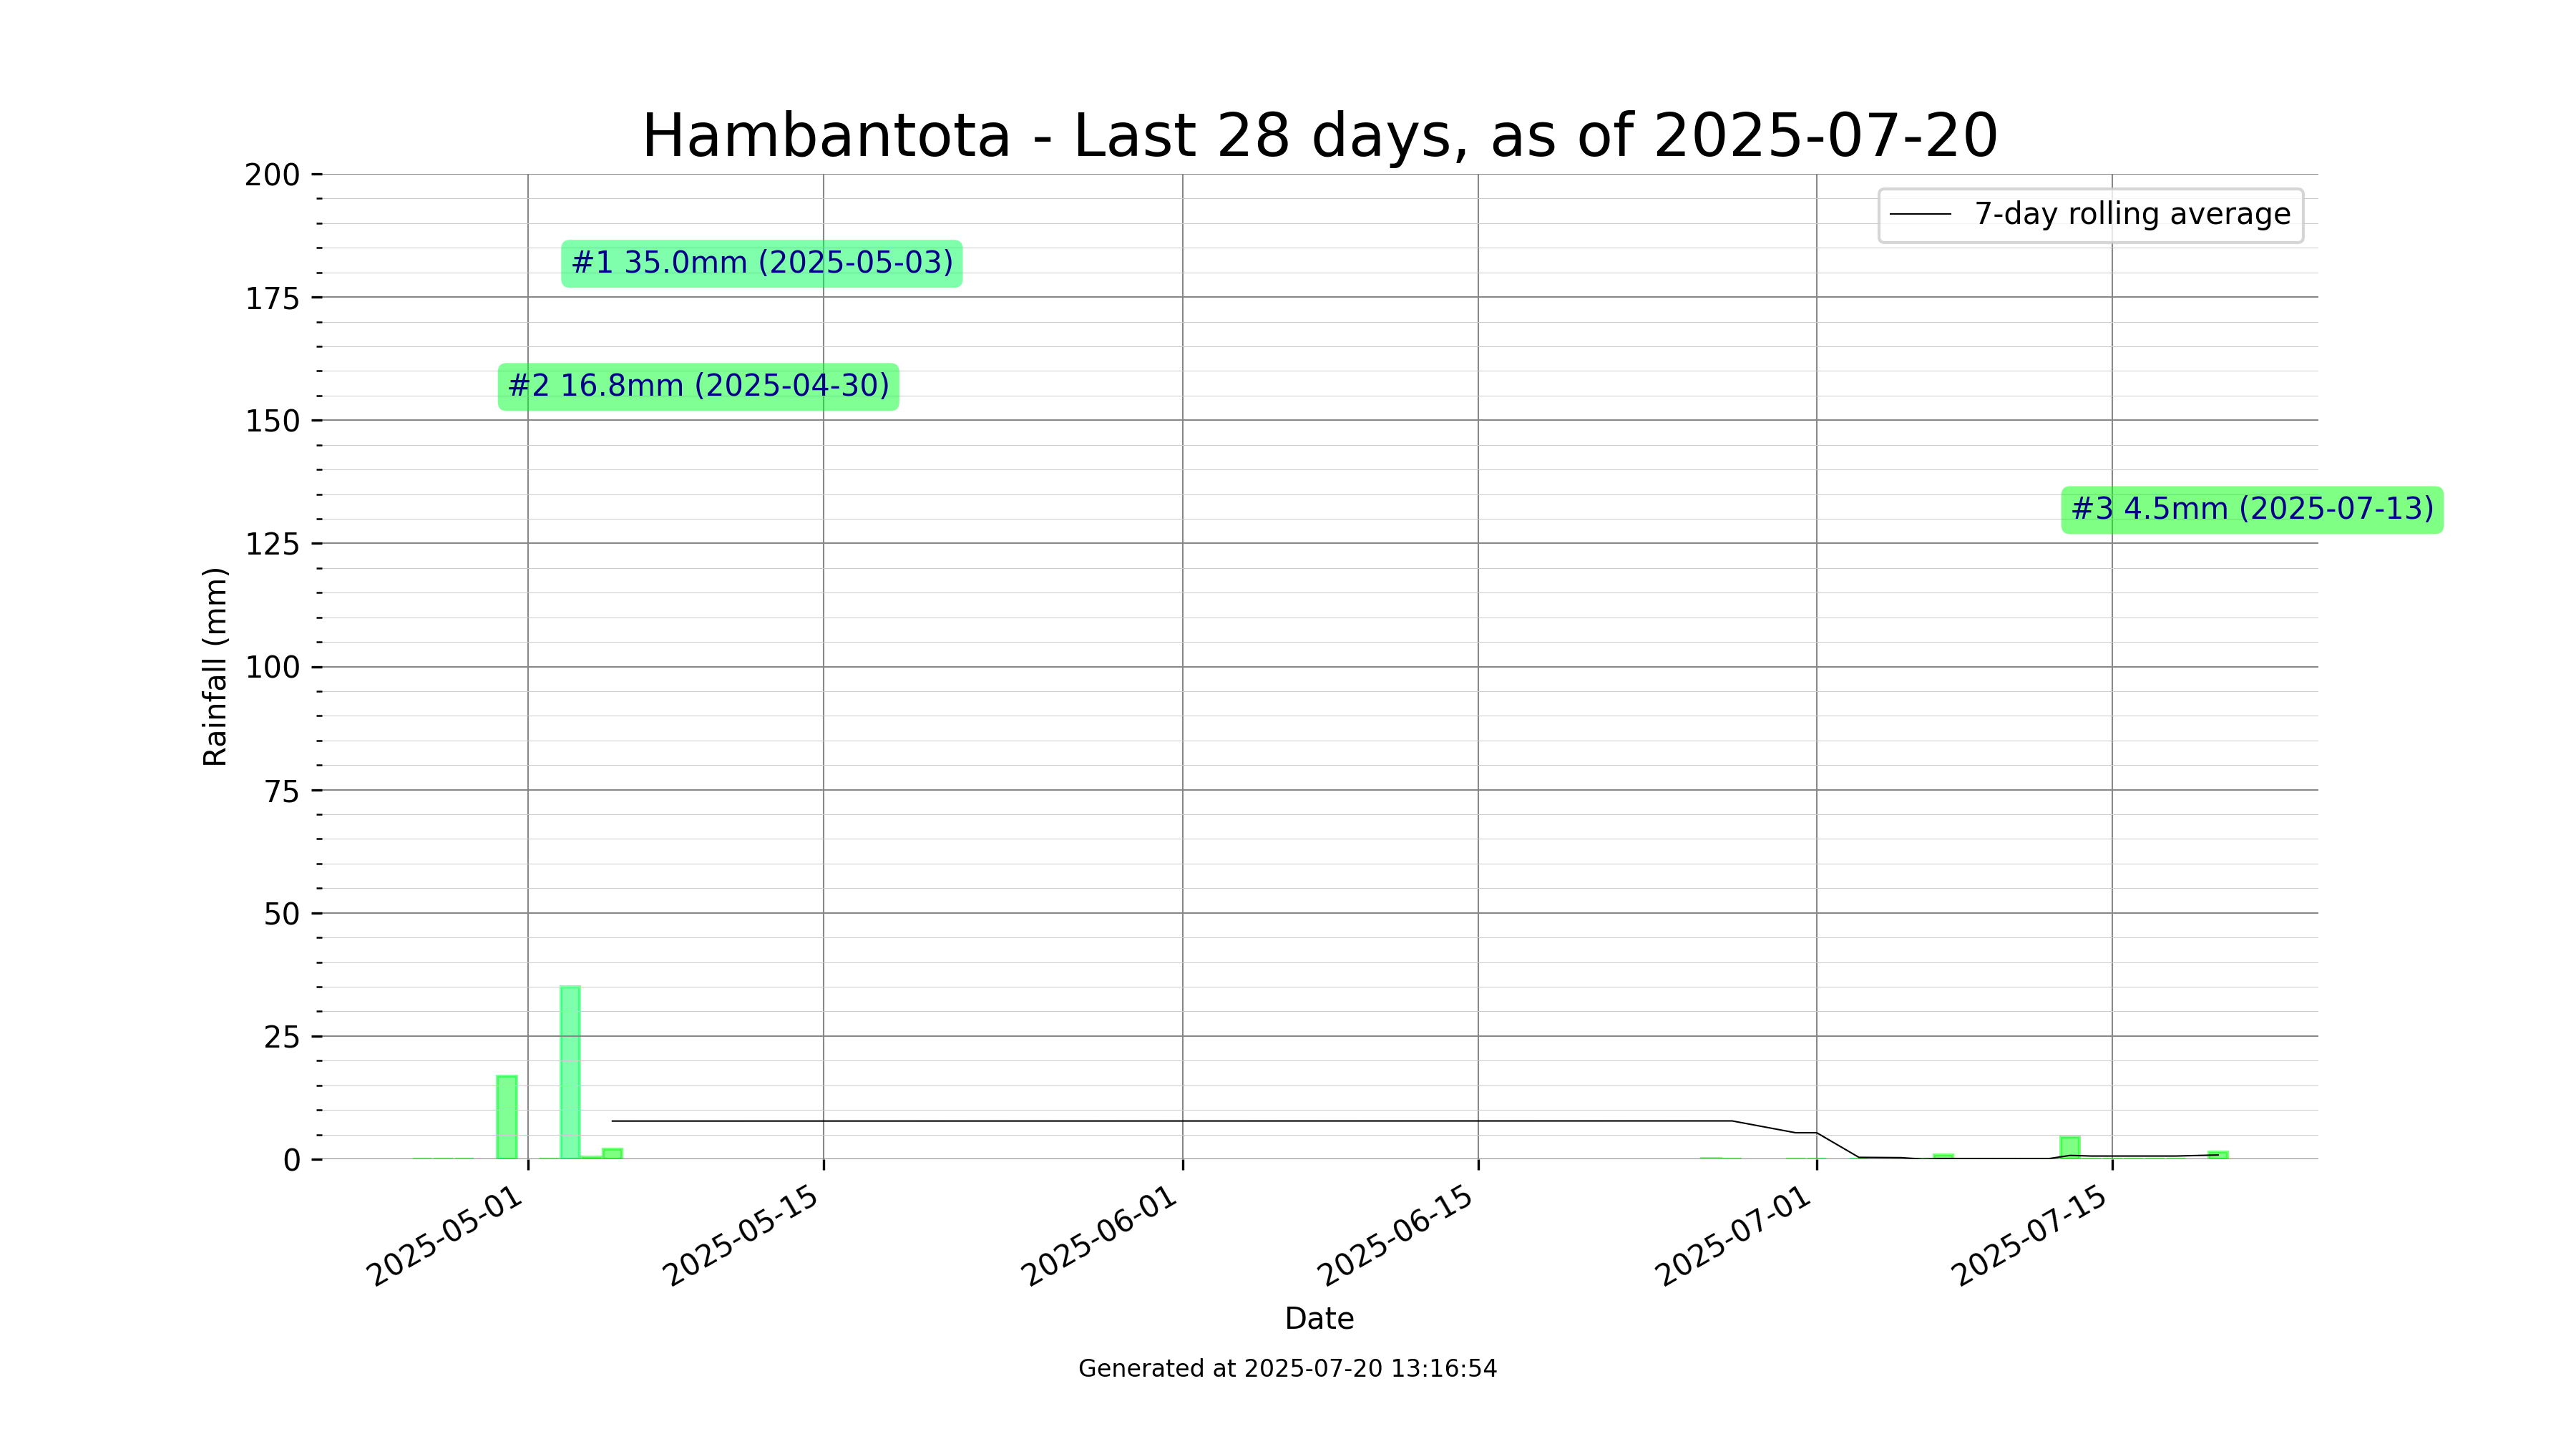 Hambantota - Last 28 days, as of 2025-07-20
200
175
150
125
100
75
50
25
0
Rainfall (mm)
7-day rolling average
#1 35.0mm (2025-05-03)
#2 16.8mm (2025-04-30)
#3 4.5mm (2025-07-13)
2025-05-01
2025-05-15
2025-06-01
2025-06-15
2025-07-01
2025-07-15
Date
Generated at 2025-07-20 13:16:54